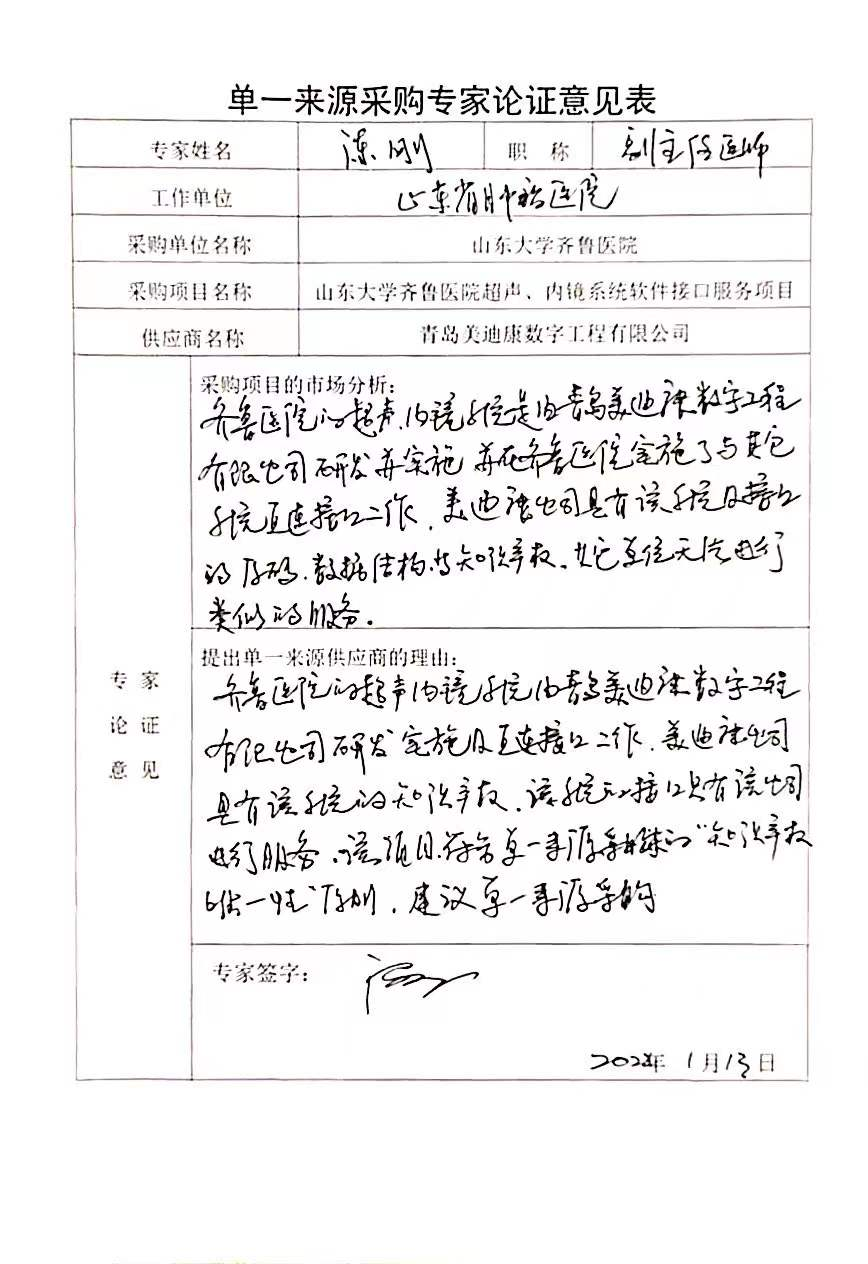 单一来源采购专家论证意见表
专家姓名 刚 职称 副主任医师
工作单位 山东省肿瘤医院
采购单位名称 山东大学齐鲁医院
采购项目名称 山东大学齐鲁医院超声、内镜系统软件接口服务项目
供应商名称 青岛美迪康数字工程有限公司
专家论证意见
采购项目的市场分析:
齐鲁医院的超声、内镜系统是由青岛美迪康数字工程
有限公司研发并实施 并在齐鲁医院实施了与其它
系统互连接口工作, 美迪康公司具有该系统及接口
的源码、数据结构等知识产权。其它单位无法进行
类似的服务。
提出单一来源供应商的理由:
齐鲁医院的超声内镜系统由青岛美迪康数字工程
有限公司研发实施及互连接口工作, 美迪康公司
具有该系统的知识产权, 该系统的接口只有该公司
进行服务, 该项目符合单一来源采购的"知识产权
唯一性"原则, 建议单一来源采购
专家签字:
年 1月13日